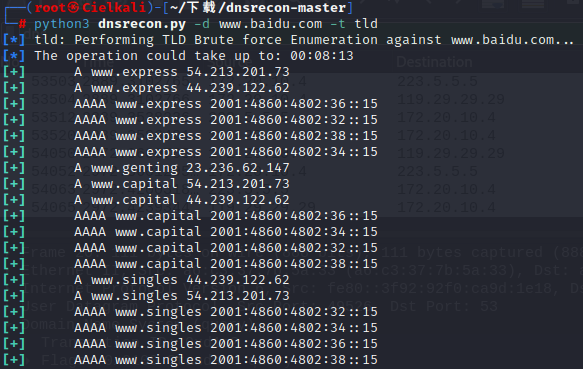 ┌──(root㉿Cielkali)-[~/下载/dnsrecon-master]
└─# python3 dnsrecon.py -d www.baidu.com -t tld
[*] tld: Performing TLD Brute force Enumeration against www.baidu.com...
[*] The operation could take up to: 00:08:13
[+] A www.express 54.213.201.73
[+] A www.express 44.239.122.62
[+] AAAA www.express 2001:4860:4802:36::15
[+] AAAA www.express 2001:4860:4802:32::15
[+] AAAA www.express 2001:4860:4802:38::15
[+] AAAA www.express 2001:4860:4802:34::15
[+] A www.genting 23.236.62.147
[+] A www.capital 54.213.201.73
[+] A www.capital 44.239.122.62
[+] AAAA www.capital 2001:4860:4802:36::15
[+] AAAA www.capital 2001:4860:4802:34::15
[+] AAAA www.capital 2001:4860:4802:32::15
[+] AAAA www.capital 2001:4860:4802:38::15
[+] A www.singles 44.239.122.62
[+] A www.singles 54.213.201.73
[+] AAAA www.singles 2001:4860:4802:32::15
[+] AAAA www.singles 2001:4860:4802:34::15
[+] AAAA www.singles 2001:4860:4802:36::15
[+] AAAA www.singles 2001:4860:4802:38::15